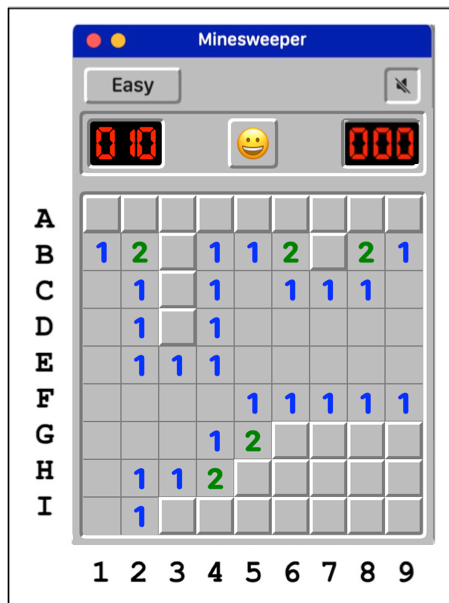 Minesweeper
Easy
010 000
A
B 1 2 1 1 2 2 1
C 1 1 1 1 1
D 1 1
E 1 1 1
F 1 1 1 1 1
G 1 2
H 1 1 2
I 1
1 2 3 4 5 6 7 8 9